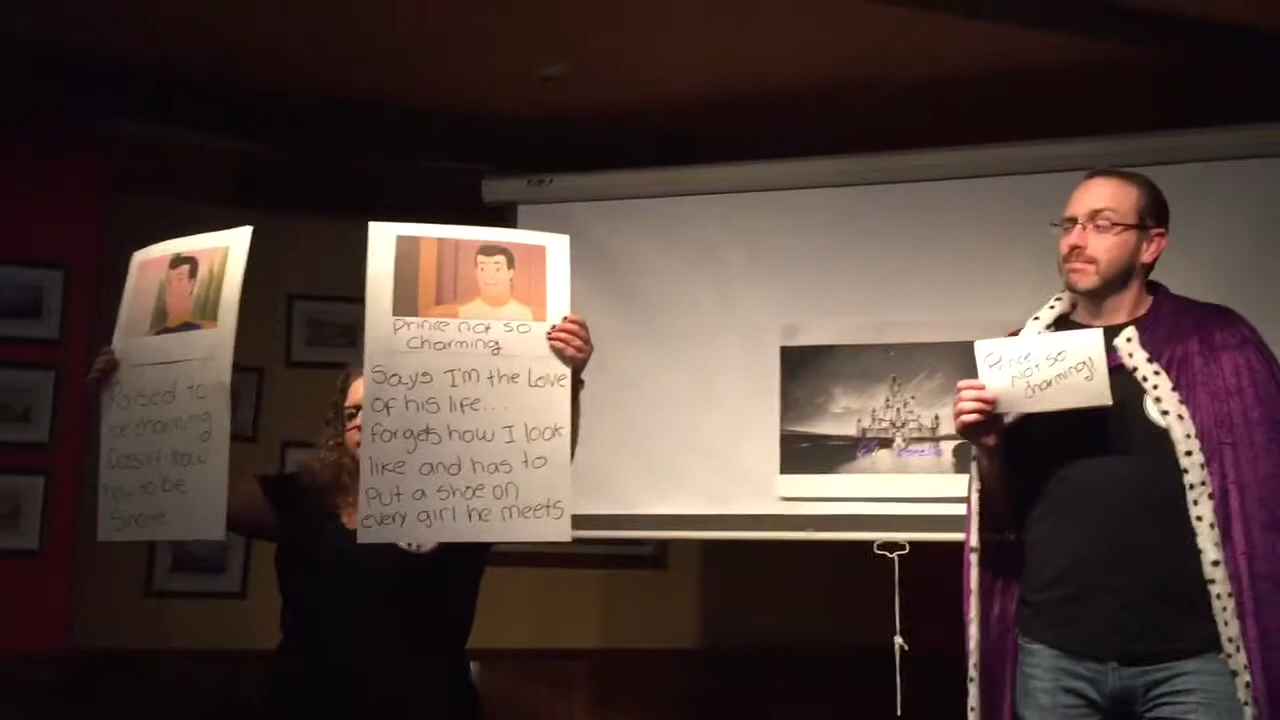 Raised to
be charming
Doesn't know
how to be
Prince not so
charming
Says I'm the Love
of his life...
forgets how I look
like and has to
put a shoe on
every girl he meets
Prince
NOT SO
charming!